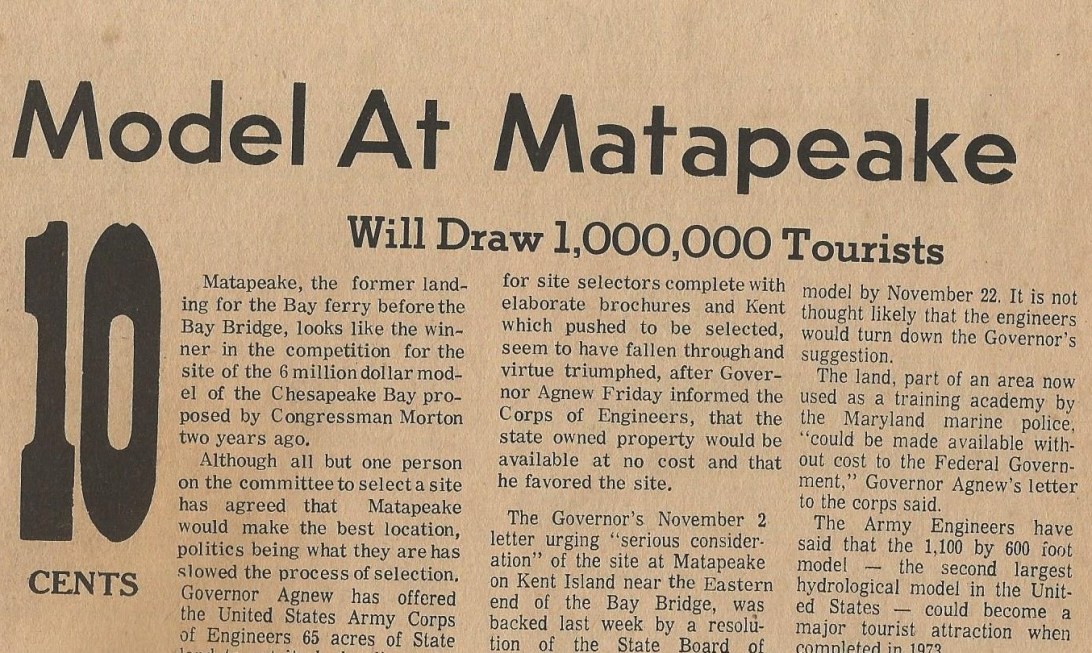 Model At Matapeake
10
CENTS
Will Draw 1,000,000 Tourists
Matapeake, the former land-
ing for the Bay ferry before the
Bay Bridge, looks like the win-
ner in the competition for the
site of the 6 million dollar mod-
el of the Chesapeake Bay pro-
posed by Congressman Morton
two years ago.
Although all but one person
on the committee to select a site
has agreed that Matapeake
would make the best location,
politics being what they are has
slowed the process of selection.
Governor Agnew has offered
the United States Army Corps
of Engineers 65 acres of State
for site selectors complete with
elaborate brochures and Kent
which pushed to be selected,
seem to have fallen through and
virtue triumphed, after Gover-
nor Agnew Friday informed the
Corps of Engineers, that the
state owned property would be
available at no cost and that
he favored the site.
The Governor's November 2
letter urging "serious consider-
ation" of the site at Matapeake
on Kent Island near the Eastern
end of the Bay Bridge, was
backed last week by a resolu-
tion of the State Board of
model by November 22. It is not
thought likely that the engineers
would turn down the Governor's
suggestion.
The land, part of an area now
used as a training academy by
the Maryland marine police,
"could be made available with-
out cost to the Federal Govern-
ment," Governor Agnew's letter
to the corps said.
The Army Engineers have
said that the 1,100 by 600 foot
model — the second largest
hydrological model in the Unit-
ed States — could become a
major tourist attraction when
completed in 1973